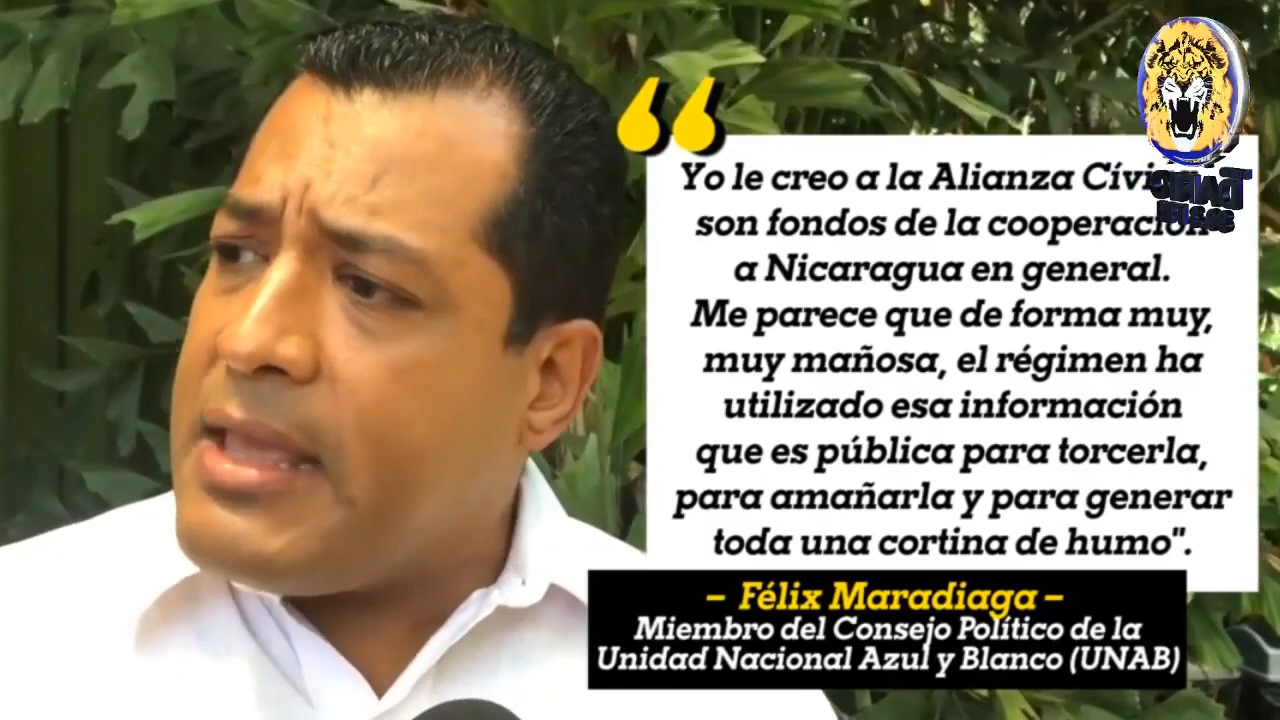 “
Yo le creo a la Alianza
son fondos de la cooperación
a Nicaragua en general.
Me parece que de forma muy,
muy mañosa, el régimen ha
utilizado esa información
que es pública para torcerla,
para amañarla y para generar
toda una cortina de humo".
– Félix Maradiaga –
Miembro del Consejo Político de la
Unidad Nacional Azul y Blanco (UNAB)